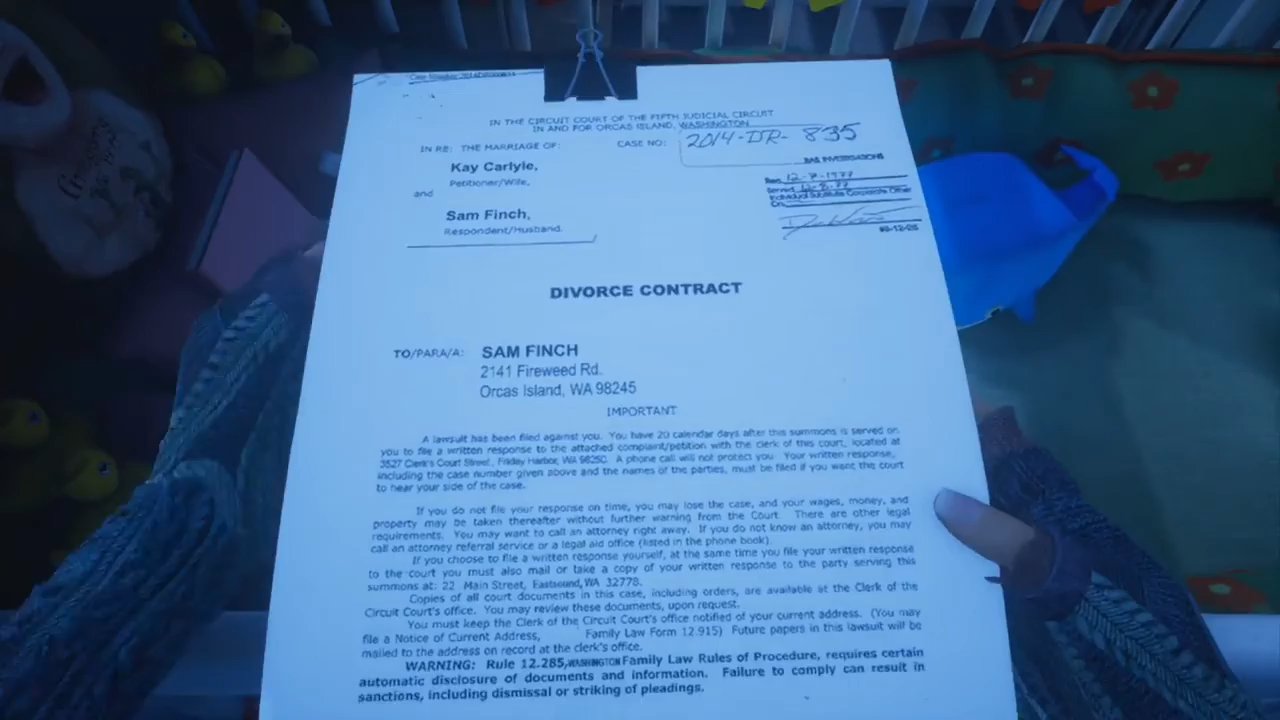 IN THE CIRCUIT COURT OF THE FIFTH JUDICIAL CIRCUIT
IN AND FOR ORCAS ISLAND, WASHINGTON
IN RE: THE MARRIAGE OF:
CASE NO: 2014-DR-835
Kay Carlyle,
Petitioner/Wife,
and
Sam Finch,
Respondent/Husband.
DIVORCE CONTRACT
TO/PARA/A: SAM FINCH
2141 Fireweed Rd.
Orcas Island, WA 98245
IMPORTANT
A lawsuit has been filed against you. You have 20 calendar days after this summons is served on
you to file a written response to the attached complaint/petition with the clerk of this court, located at
3527 Clerk's Court Street, Friday Harbor, WA 98250. A phone call will not protect you. Your written response,
including the case number given above and the names of the parties, must be filed if you want the court
to hear your side of the case.
If you do not file your response on time, you may lose the case, and your wages, money, and
property may be taken thereafter without further warning from the Court. There are other legal
requirements. You may want to call an attorney right away. If you do not know an attorney, you may
call an attorney referral service or a legal aid office (listed in the phone book).
If you choose to file a written response yourself, at the same time you file your written response
to the court you must also mail or take a copy of your written response to the party serving this
summons at: 22 Main Street, Eastsound, WA 32778.
Copies of all court documents in this case, including orders, are available at the Clerk of the
Circuit Court's office. You may review these documents, upon request.
You must keep the Clerk of the Circuit Court's office notified of your current address. (You may
file a Notice of Current Address, Family Law Form 12.915) Future papers in this lawsuit will be
mailed to the address on record at the clerk's office.
WARNING: Rule 12.285, WASHINGTON Family Law Rules of Procedure, requires certain
automatic disclosure of documents and information. Failure to comply can result in
sanctions, including dismissal or striking of pleadings.